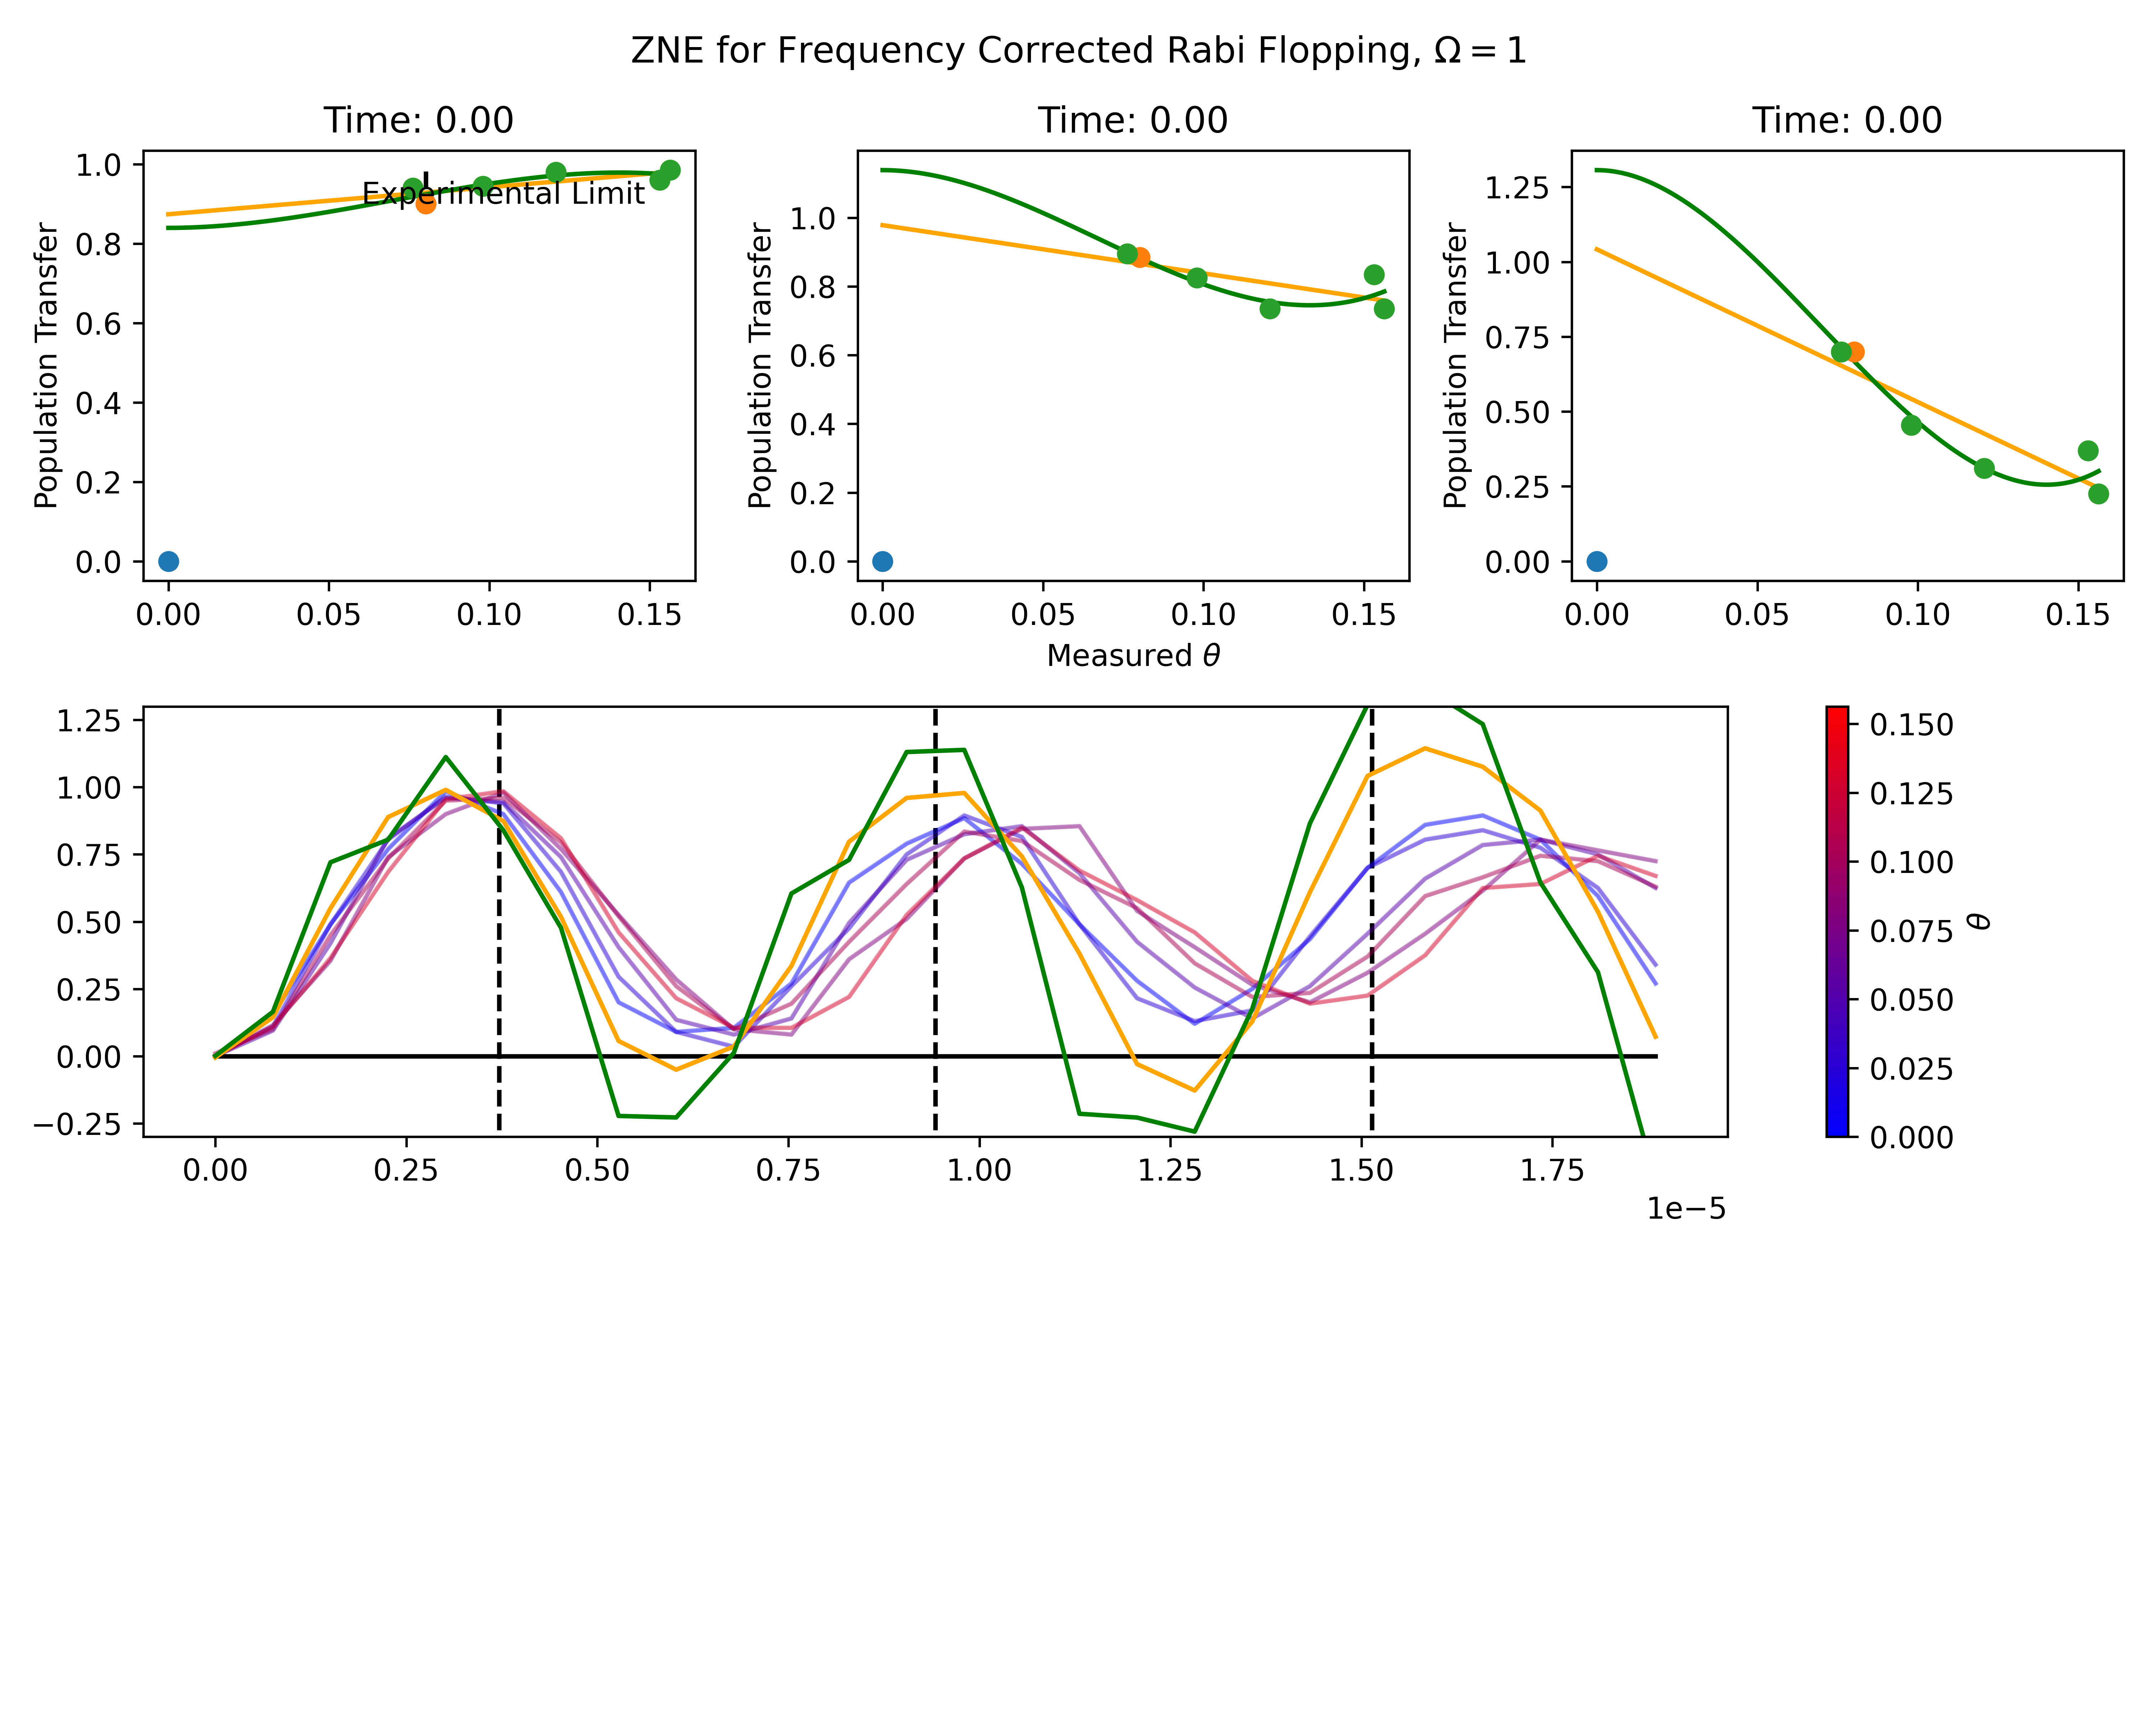 ZNE for Frequency Corrected Rabi Flopping, Ω = 1
Time: 0.00
Time: 0.00
Time: 0.00
Population Transfer
1.0
0.8
0.6
0.4
0.2
0.0
Experimental Limit
0.00 0.05 0.10 0.15
Population Transfer
1.0
0.8
0.6
0.4
0.2
0.0
0.00 0.05 0.10 0.15
Measured θ
Population Transfer
1.25
1.00
0.75
0.50
0.25
0.00
0.00 0.05 0.10 0.15
1.25
1.00
0.75
0.50
0.25
0.00
−0.25
0.00 0.25 0.50 0.75 1.00 1.25 1.50 1.75
1e−5
0.150
0.125
0.100
0.075
0.050
0.025
0.000
θ